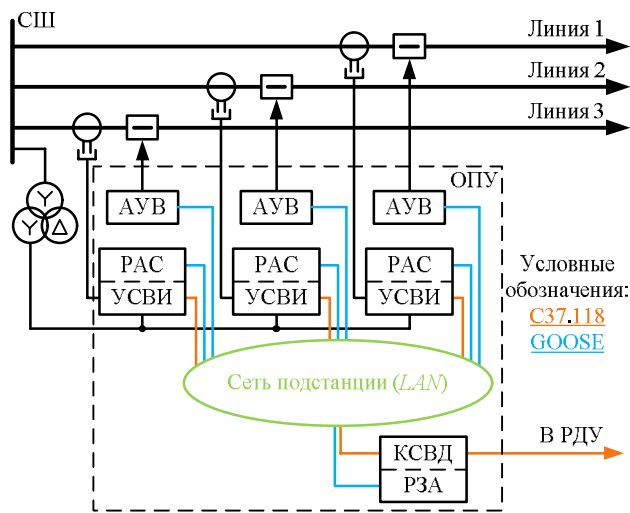 СШ
Линия 1
Линия 2
Линия 3
ОПУ
АУВ
АУВ
АУВ
РАС
УСВИ
РАС
УСВИ
РАС
УСВИ
Условные
обозначения:
C37.118
GOOSE
Сеть подстанции (LAN)
КСВД
РЗА
В РДУ